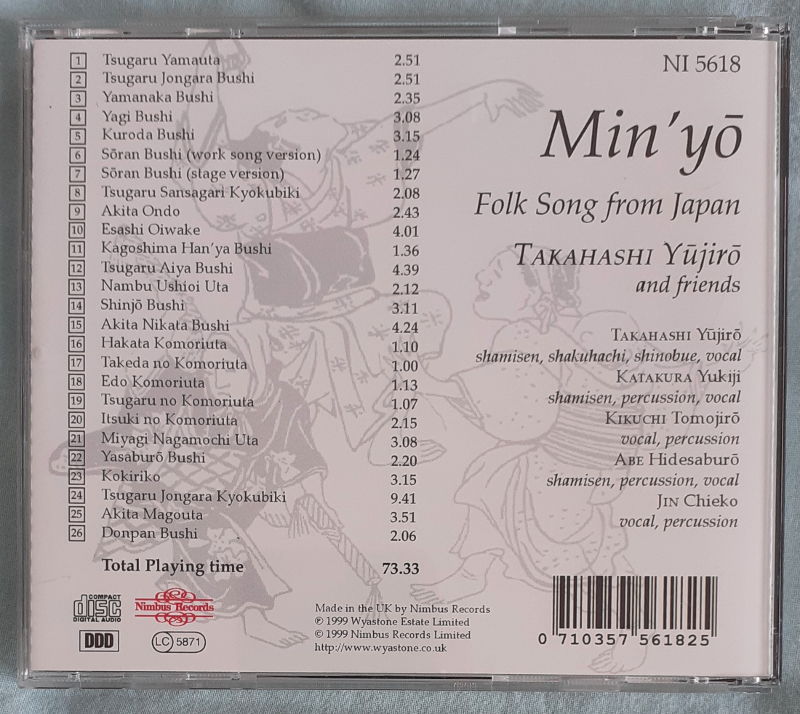 1 Tsugaru Yamauta 2.51
2 Tsugaru Jongara Bushi 2.51
3 Yamanaka Bushi 2.35
4 Yagi Bushi 3.08
5 Kuroda Bushi 3.15
6 Sōran Bushi (work song version) 1.24
7 Sōran Bushi (stage version) 1.27
8 Tsugaru Sansagari Kyokubiki 2.08
9 Akita Ondo 2.43
10 Esashi Oiwake 4.01
11 Kagoshima Han'ya Bushi 1.36
12 Tsugaru Aiya Bushi 4.39
13 Nambu Ushioi Uta 2.12
14 Shinjō Bushi 3.11
15 Akita Nikata Bushi 4.24
16 Hakata Komoriuta 1.10
17 Takeda no Komoriuta 1.00
18 Edo Komoriuta 1.13
19 Tsugaru no Komoriuta 1.07
20 Itsuki no Komoriuta 2.15
21 Miyagi Nagamochi Uta 3.08
22 Yasaburō Bushi 2.20
23 Kokiriko 3.15
24 Tsugaru Jongara Kyokubiki 9.41
25 Akita Magouta 3.51
26 Donpan Bushi 2.06
Total Playing time 73.33
NI 5618
Min'yō
Folk Song from Japan
TAKAHASHI Yūjirō
and friends
TAKAHASHI Yūjirō
shamisen, shakuhachi, shinobue, vocal
KATAKURA Yukiji
shamisen, percussion, vocal
KIKUCHI Tomojirō
vocal, percussion
ABE Hidesaburō
shamisen, percussion, vocal
JIN Chieko
vocal, percussion
COMPACT
disc
DIGITAL AUDIO
Nimbus Records
DDD
LC 5871
Made in the UK by Nimbus Records
℗ 1999 Wyastone Estate Limited
© 1999 Nimbus Records Limited
http://www.wyastone.co.uk
0 710357 561825